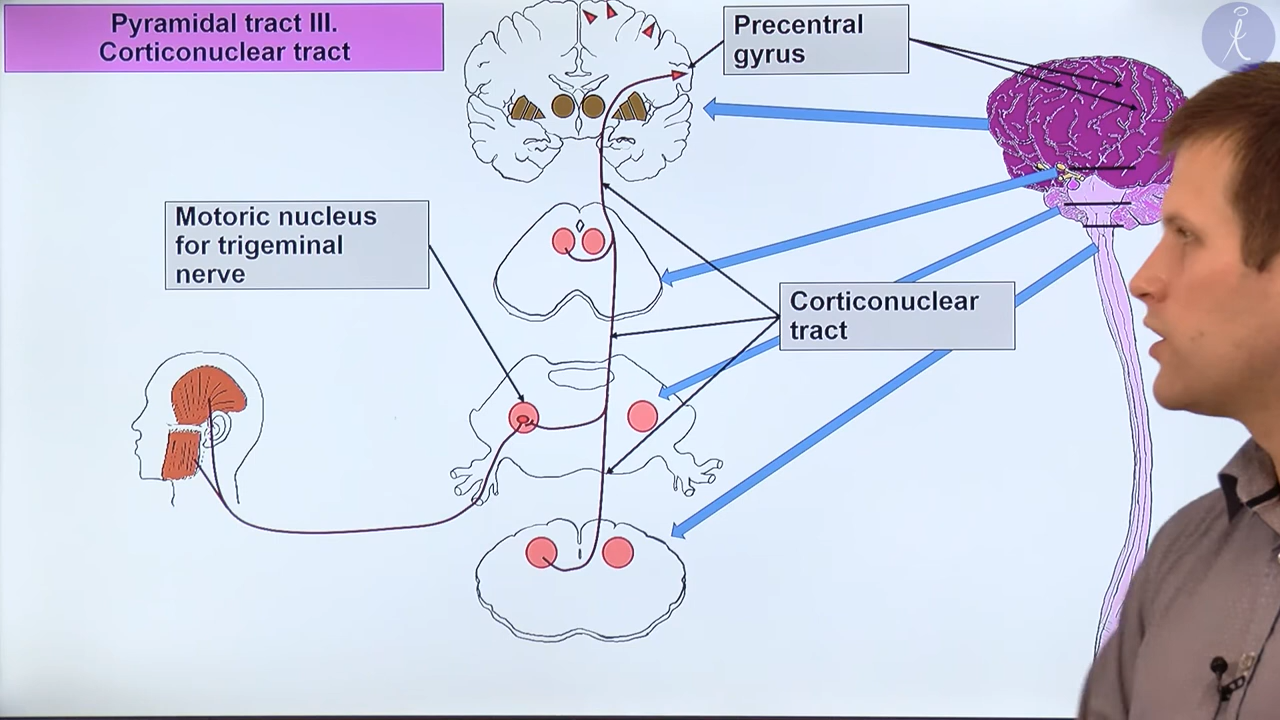 Pyramidal tract III.
Corticonuclear tract
Precentral
gyrus
Motoric nucleus
for trigeminal
nerve
Corticonuclear
tract